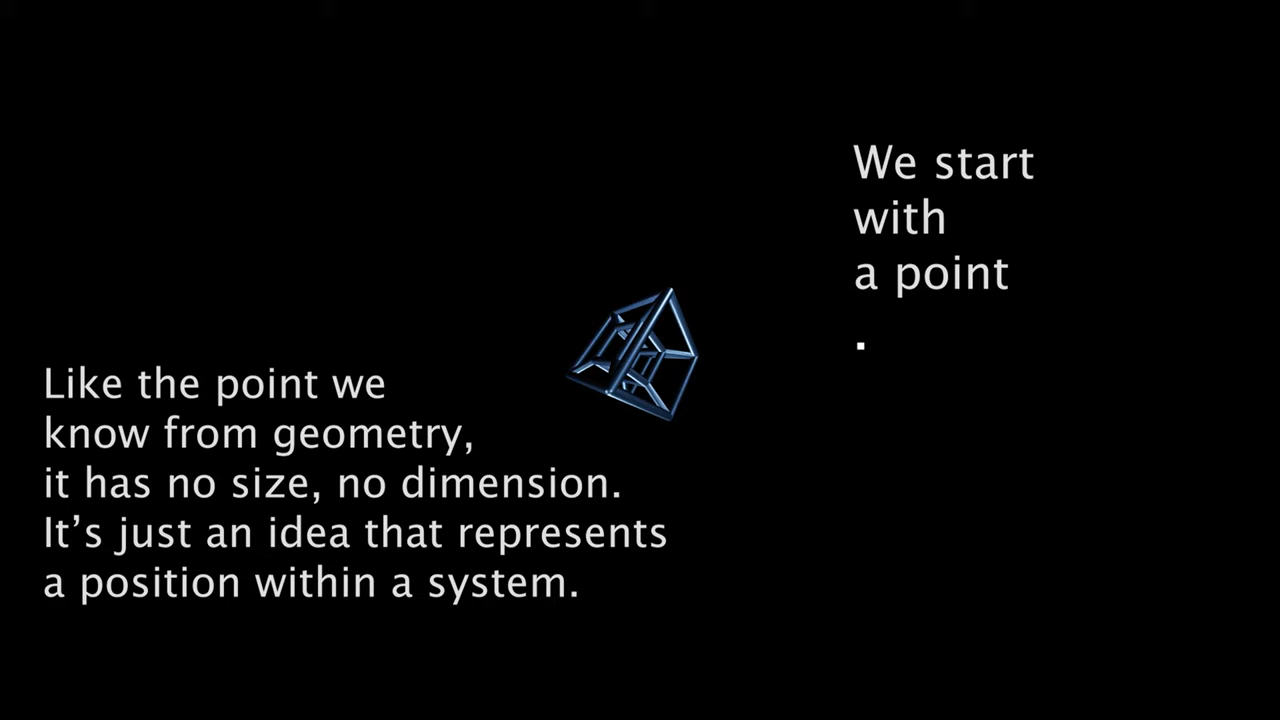 We start
with
a point
.
Like the point we
know from geometry,
it has no size, no dimension.
It’s just an idea that represents
a position within a system.